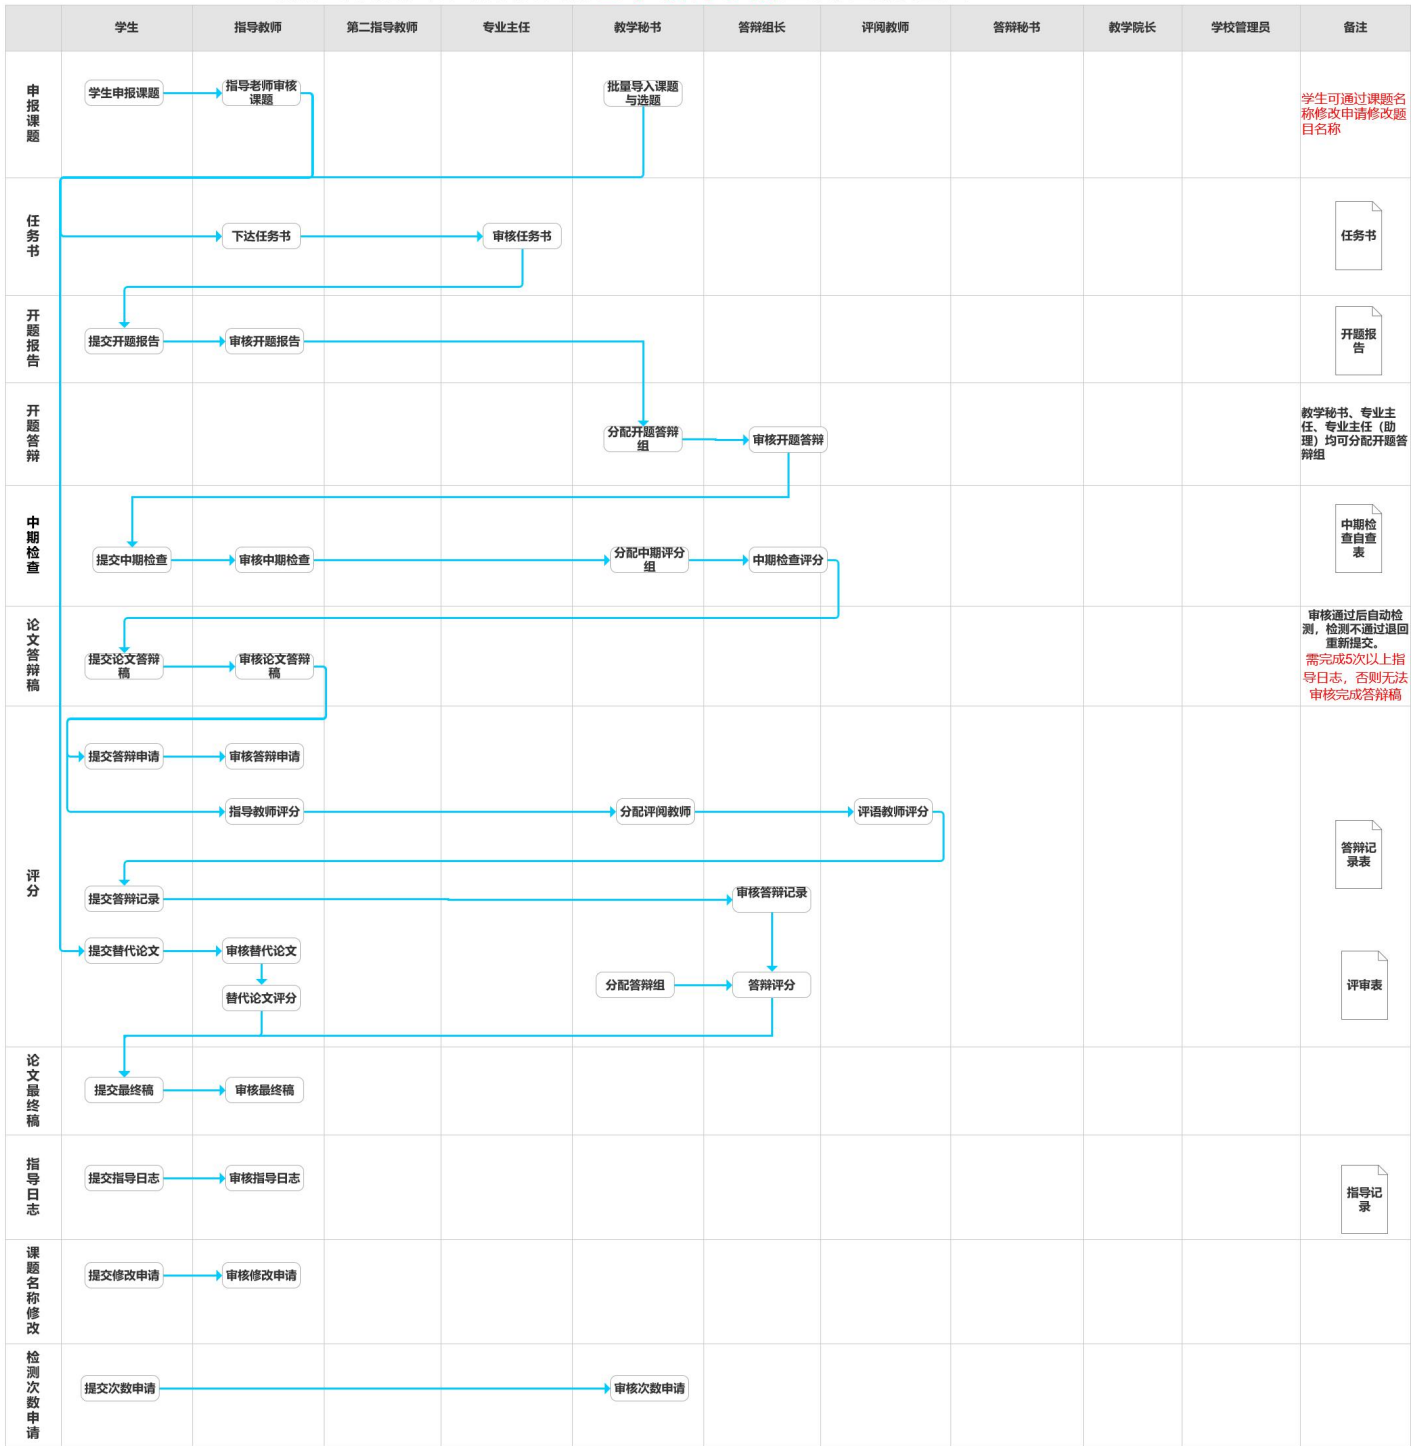 学生
指导教师
第二指导教师
专业主任
教学秘书
答辩组长
评阅教师
答辩秘书
教学院长
学校管理员
备注
申报课题
学生申报课题
指导老师审核
课题
批量导入课题
与选题
学生可通过课题名
称修改申请修改题
目名称
任务书
下达任务书
审核任务书
任务书
开题报告
提交开题报告
审核开题报告
开题报
告
开题答辩
分配开题答辩
组
审核开题答辩
教学秘书、专业主
任、专业主任（助
理）均可分配开题答
辩组
中期检查
提交中期检查
审核中期检查
分配中期评分
组
中期检查评分
中期检
查自查
表
论文答辩稿
提交论文答辩
稿
审核论文答辩
稿
审核通过后自动检
测，检测不通过退回
重新提交。
需完成5次以上指
导日志，否则无法
审核完成答辩稿
评分
提交答辩申请
审核答辩申请
指导教师评分
分配评阅教师
评语教师评分
答辩记
录表
提交答辩记录
审核答辩记录
提交替代论文
审核替代论文
替代论文评分
分配答辩组
答辩评分
评审表
论文最终稿
提交最终稿
审核最终稿
指导日志
提交指导日志
审核指导日志
指导记
录
课题名称修改
提交修改申请
审核修改申请
检测次数申请
提交次数申请
审核次数申请